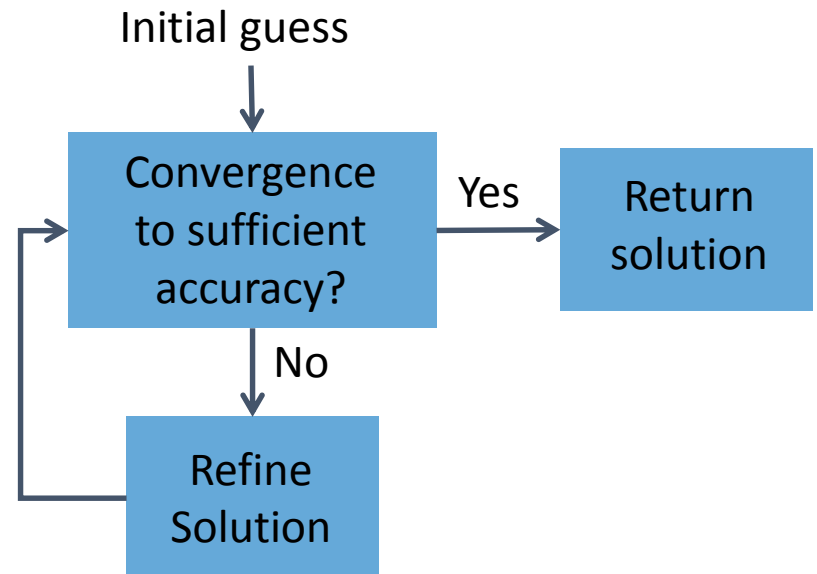 Initial guess
Convergence
to sufficient
accuracy?
Yes
Return
solution
No
Refine
Solution